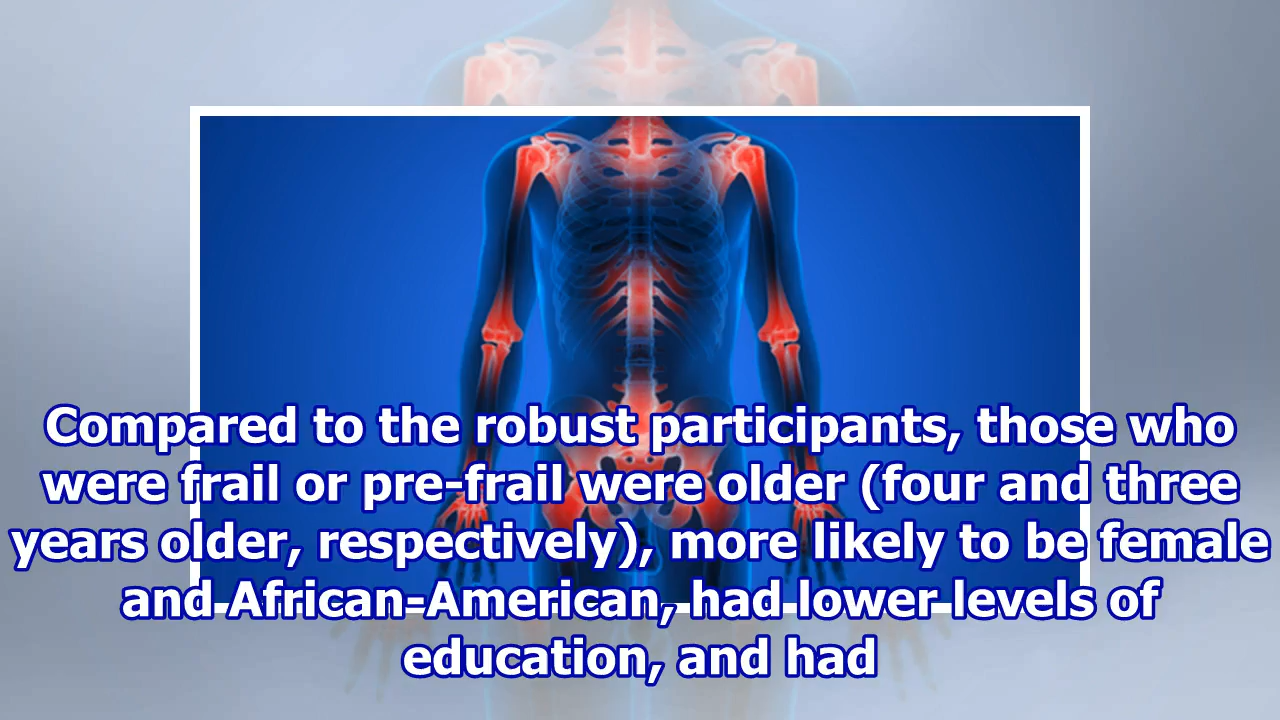 Compared to the robust participants, those who
were frail or pre-frail were older (four and three
years older, respectively), more likely to be female
and African-American, had lower levels of
education, and had